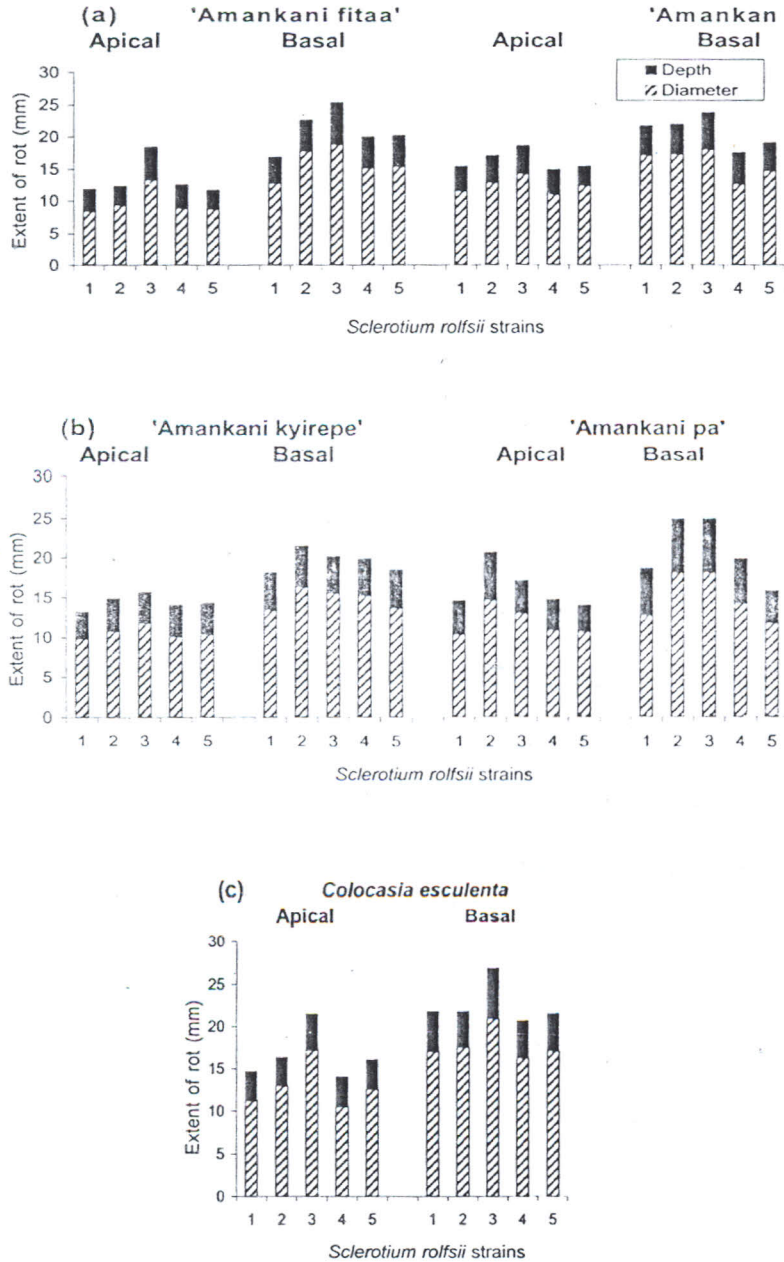 (a) 'Amankani fitaa' 'Amankan
Apical Basal Apical Basal
Depth
Diameter
Extent of rot (mm)
30
25
20
15
10
5
0
1 2 3 4 5 1 2 3 4 5 1 2 3 4 5 1 2 3 4 5
Sclerotium rolfsii strains
(b) 'Amankani kyirepe' 'Amankani pa'
Apical Basal Apical Basal
Extent of rot (mm)
30
25
20
15
10
5
0
1 2 3 4 5 1 2 3 4 5 1 2 3 4 5 1 2 3 4 5
Sclerotium rolfsii strains
(c) Colocasia esculenta
Apical Basal
Extent of rot (mm)
30
25
20
15
10
5
0
1 2 3 4 5 1 2 3 4 5
Sclerotium rolfsii strains